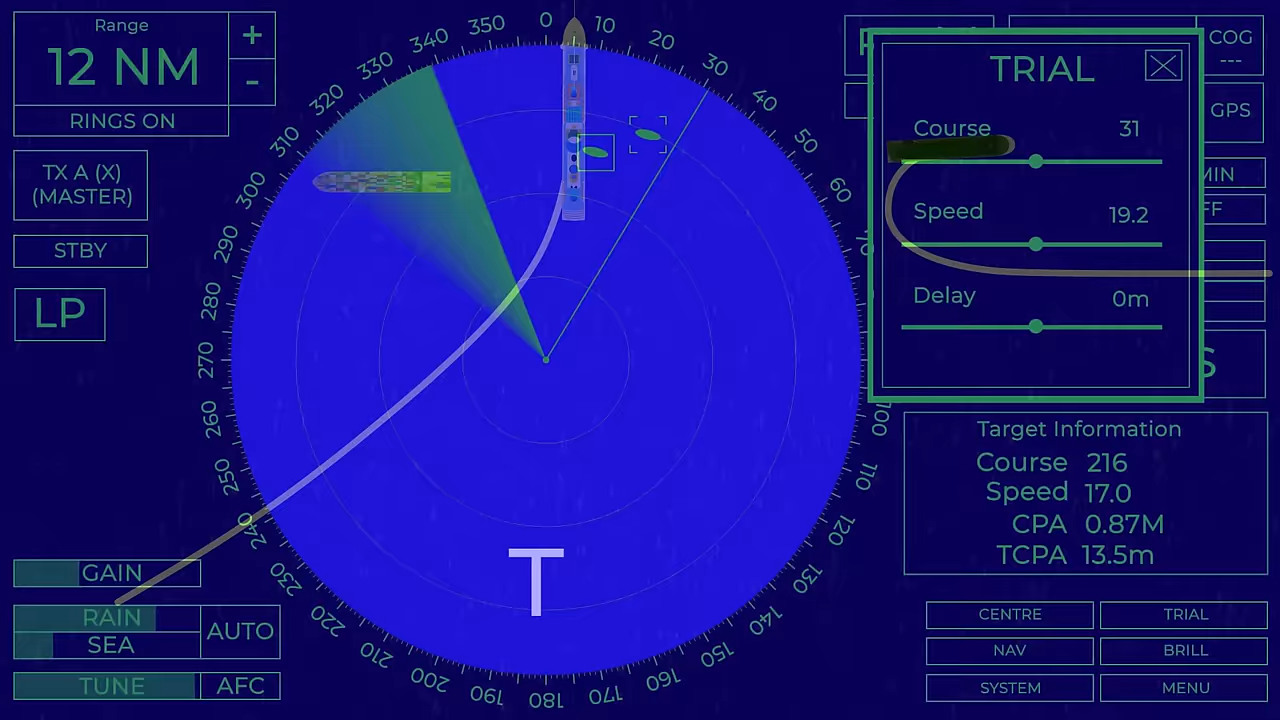 Range
12 NM
+
-
RINGS ON
TX A (X)
(MASTER)
STBY
LP
GAIN
RAIN
SEA
AUTO
TUNE
AFC
0
10
20
30
40
50
60
100
110
120
130
140
150
160
170
180
190
200
210
220
230
240
250
260
270
280
290
300
310
320
330
340
350
T
TRIAL
Course 31
Speed 19.2
Delay 0m
COG
---
GPS
Target Information
Course 216
Speed 17.0
CPA 0.87M
TCPA 13.5m
CENTRE
TRIAL
NAV
BRILL
SYSTEM
MENU